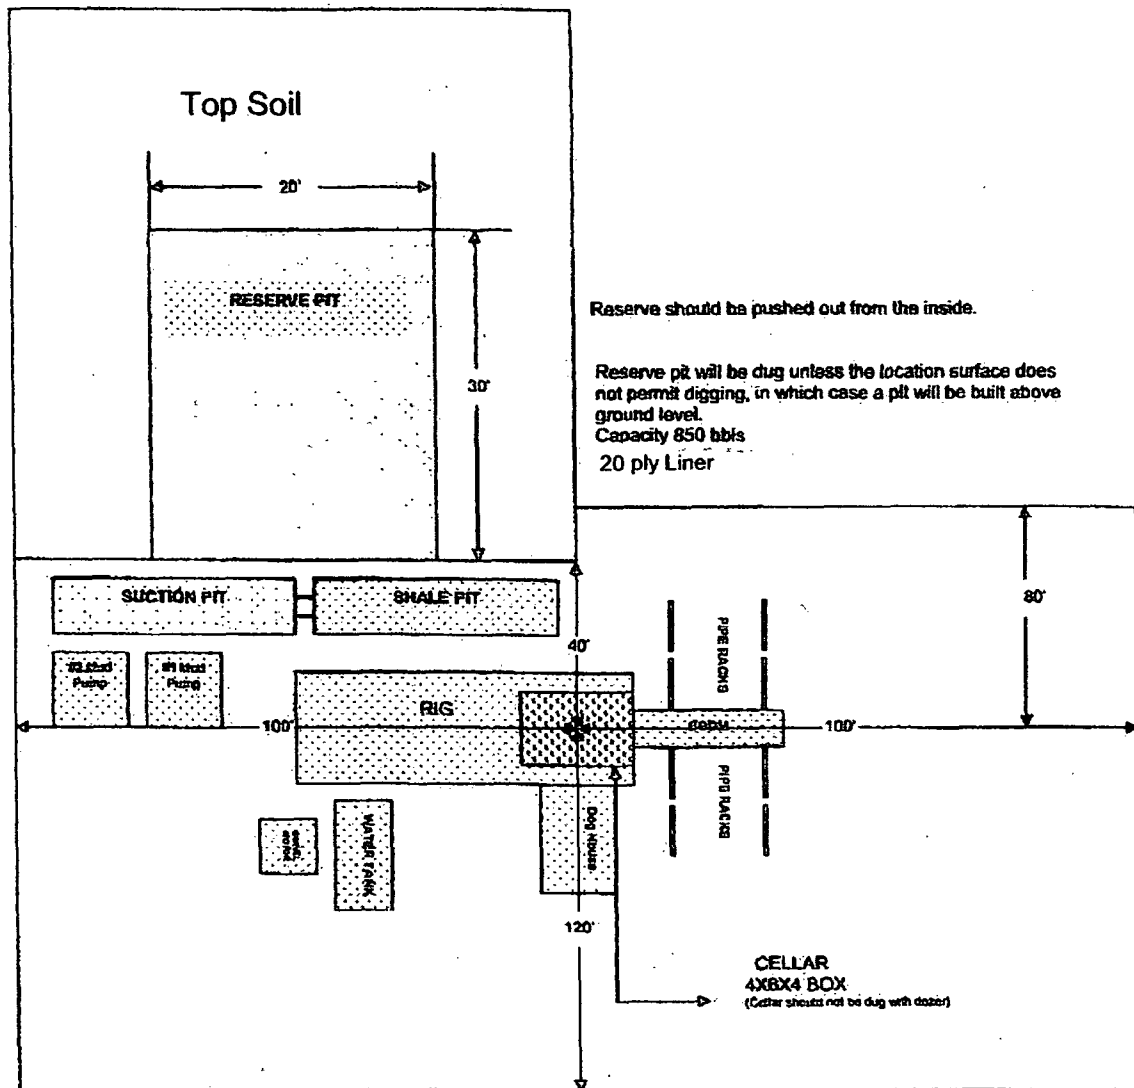 Top Soil
20'
RESERVE PIT
30'
Reserve should be pushed out from the inside.
Reserve pit will be dug unless the location surface does
not permit digging, in which case a pit will be built above
ground level.
Capacity 850 bbls
20 ply Liner
80'
SUCTION PIT
SHALE PIT
40'
PIPE RACKS
#2 Mud
Pump
#1 Mud
Pump
RIG
100'
100'
PIPE RACKS
WATER TANK
Dog House
120'
CELLAR
4X8X4 BOX
(Cellar should not be dug with dozer)